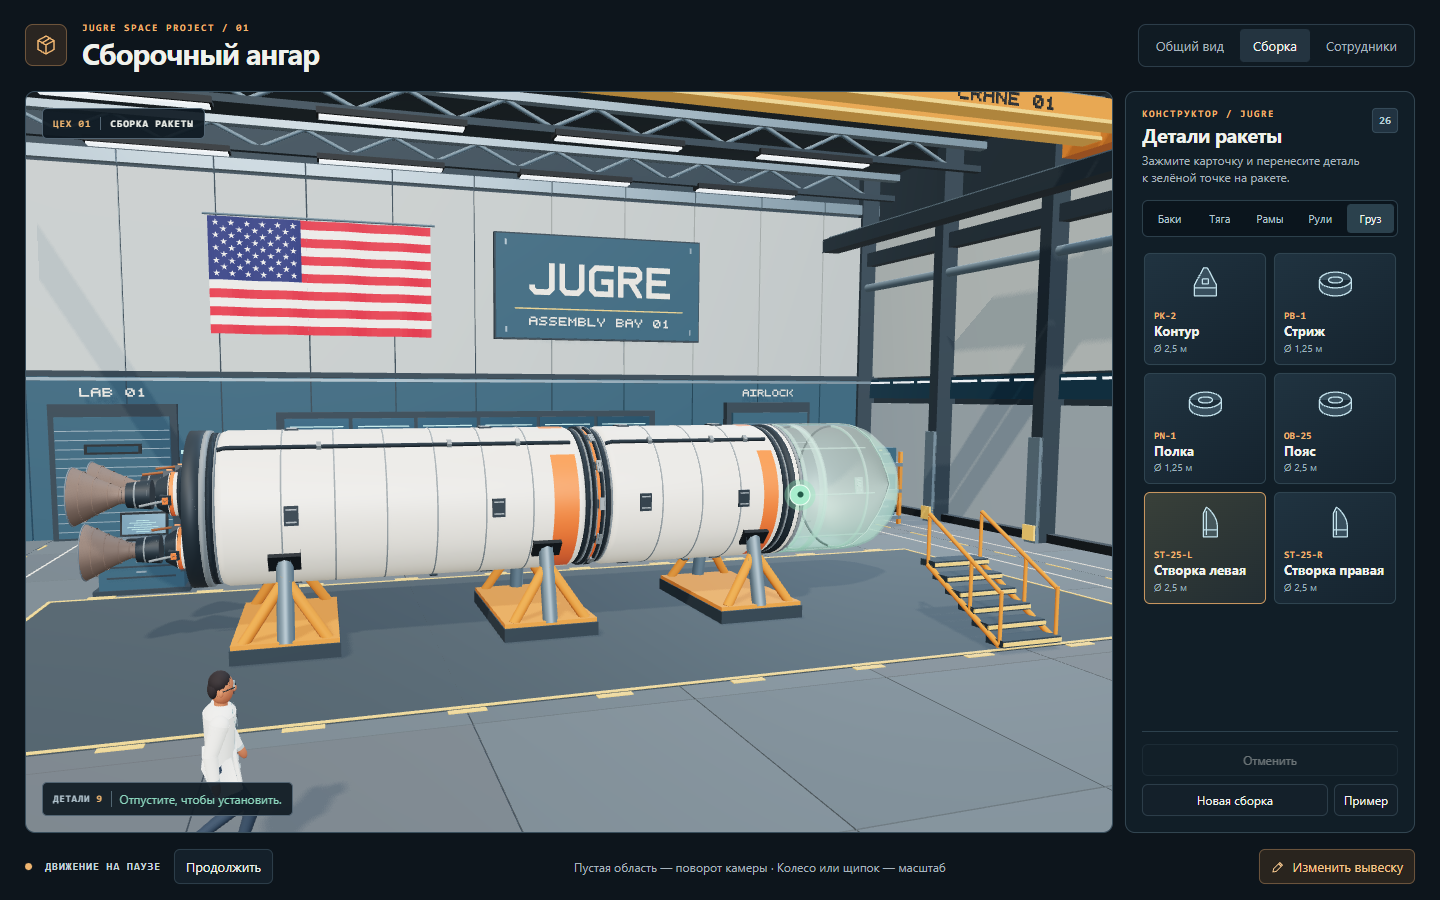 JUGRE SPACE PROJECT / 01
Сборочный ангар
Общий вид
Сборка
Сотрудники
ЦЕХ 01
СБОРКА РАКЕТЫ
CRANE 01
JUGRE
ASSEMBLY BAY 01
LAB 01
AIRLOCK
ДЕТАЛИ 9
Отпустите, чтобы установить.
КОНСТРУКТОР / JUGRE
26
Детали ракеты
Зажмите карточку и перенесите деталь
к зелёной точке на ракете.
Баки
Тяга
Рамы
Рули
Груз
РК-2
Контур
Ø 2,5 м
РВ-1
Стриж
Ø 1,25 м
PN-1
Полка
Ø 1,25 м
OB-25
Пояс
Ø 2,5 м
ST-25-L
Створка левая
Ø 2,5 м
ST-25-R
Створка правая
Ø 2,5 м
Отменить
Новая сборка
Пример
ДВИЖЕНИЕ НА ПАУЗЕ
Продолжить
Пустая область — поворот камеры · Колесо или щипок — масштаб
Изменить вывеску